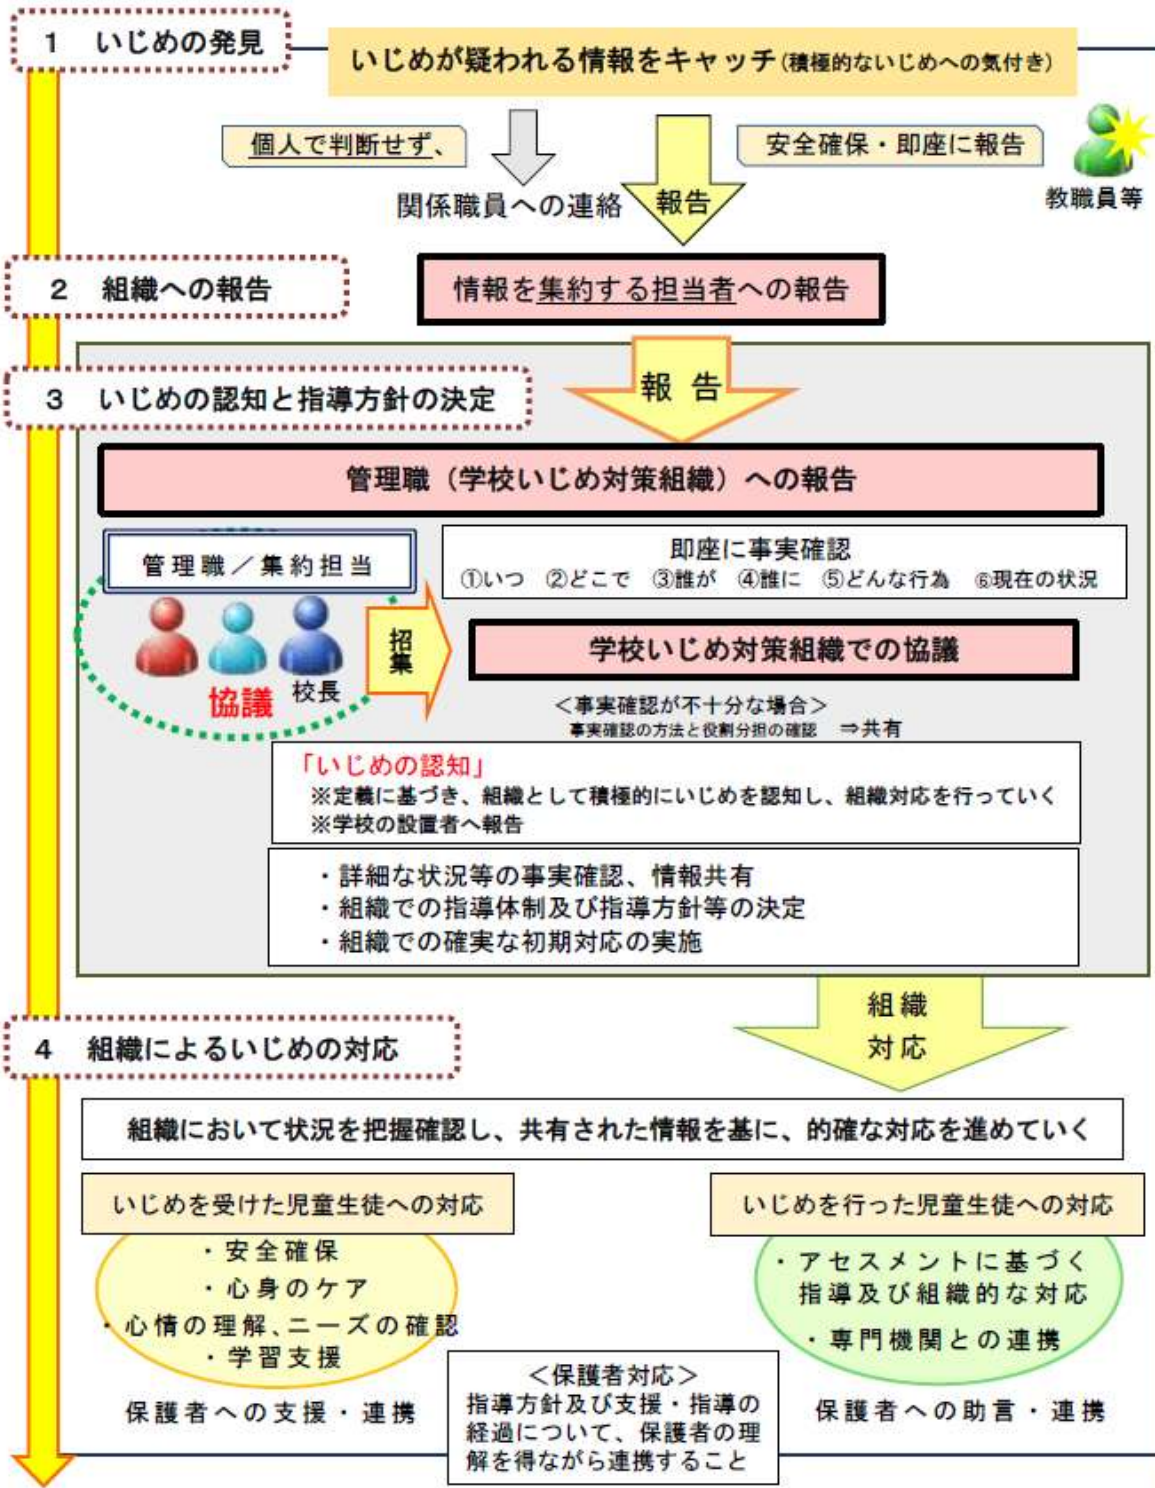 1 いじめの発見
いじめが疑われる情報をキャッチ(積極的ないじめへの気付き)
個人で判断せず、
安全確保・即座に報告
教職員等
関係職員への連絡
報告
2 組織への報告
情報を集約する担当者への報告
報 告
3 いじめの認知と指導方針の決定
管理職(学校いじめ対策組織)への報告
管理職/集約担当
協議
校長
招集
即座に事実確認
①いつ ②どこで ③誰が ④誰に ⑤どんな行為 ⑥現在の状況
学校いじめ対策組織での協議
<事実確認が不十分な場合>
事実確認の方法と役割分担の確認 ⇒共有
「いじめの認知」
※定義に基づき、組織として積極的にいじめを認知し、組織対応を行っていく
※学校の設置者へ報告
・詳細な状況等の事実確認、情報共有
・組織での指導体制及び指導方針等の決定
・組織での確実な初期対応の実施
組織
対応
4 組織によるいじめの対応
組織において状況を把握確認し、共有された情報を基に、的確な対応を進めていく
いじめを受けた児童生徒への対応
・安全確保
・心身のケア
・心情の理解、ニーズの確認
・学習支援
保護者への支援・連携
いじめを行った児童生徒への対応
・アセスメントに基づく
指導及び組織的な対応
・専門機関との連携
保護者への助言・連携
<保護者対応>
指導方針及び支援・指導の
経過について、保護者の理
解を得ながら連携すること